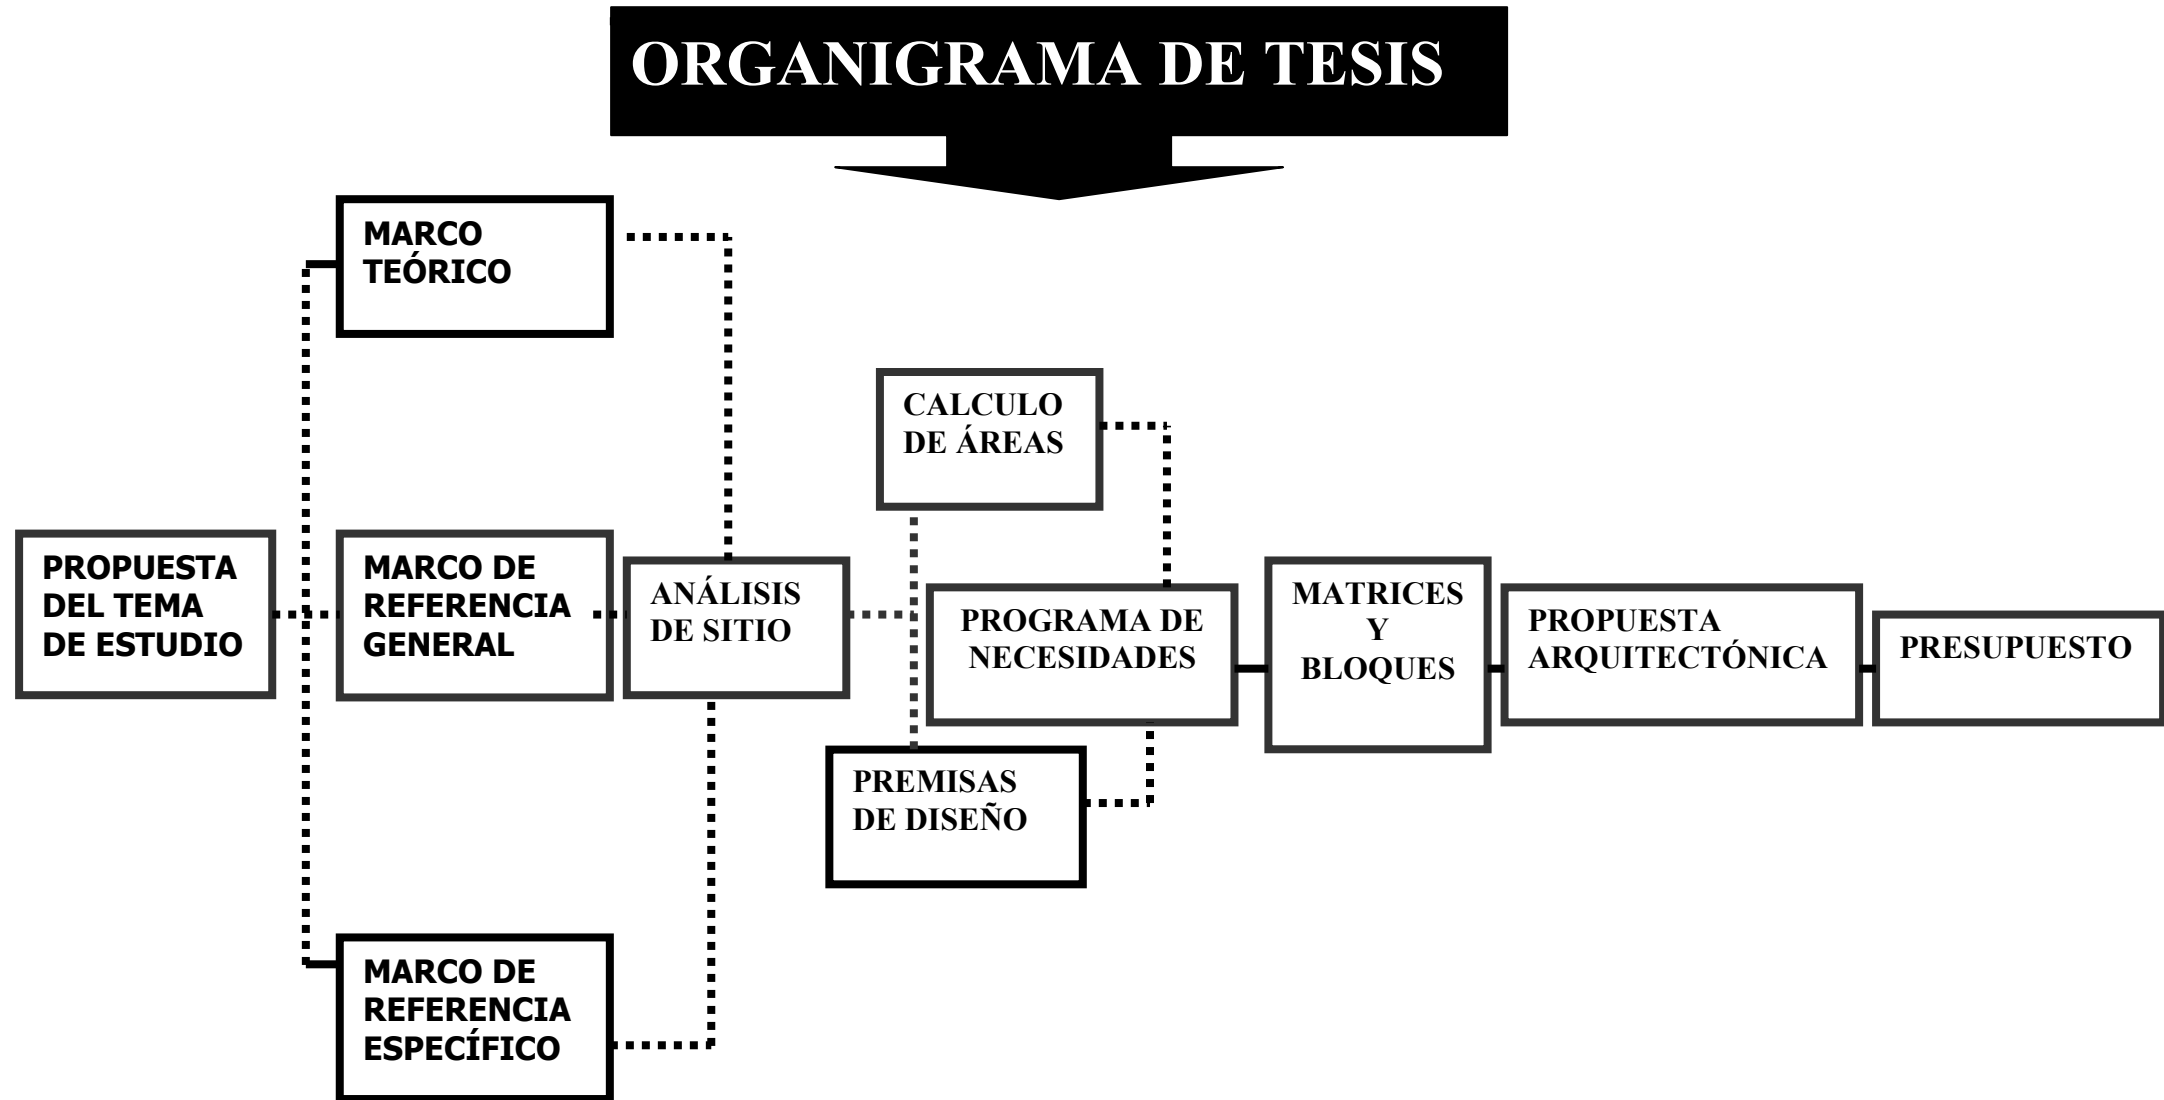 ORGANIGRAMA DE TESIS
MARCO
TEÓRICO
CALCULO
DE ÁREAS
PROPUESTA
DEL TEMA
DE ESTUDIO
MARCO DE
REFERENCIA
GENERAL
ANÁLISIS
DE SITIO
PROGRAMA DE
NECESIDADES
MATRICES
Y
BLOQUES
PROPUESTA
ARQUITECTÓNICA
PRESUPUESTO
PREMISAS
DE DISEÑO
MARCO DE
REFERENCIA
ESPECÍFICO